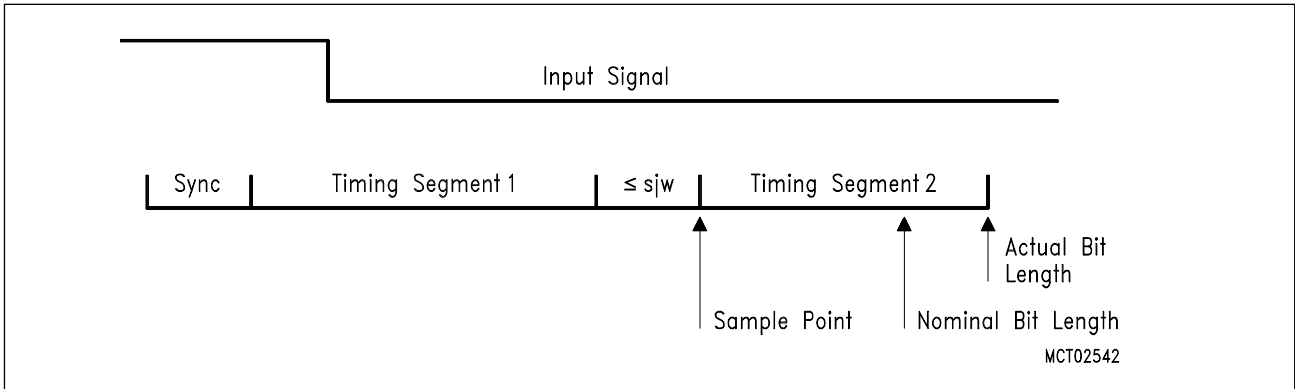 Input Signal
Sync Timing Segment 1 ≤ sjw Timing Segment 2
Actual Bit
Length
Sample Point Nominal Bit Length
MCT02542